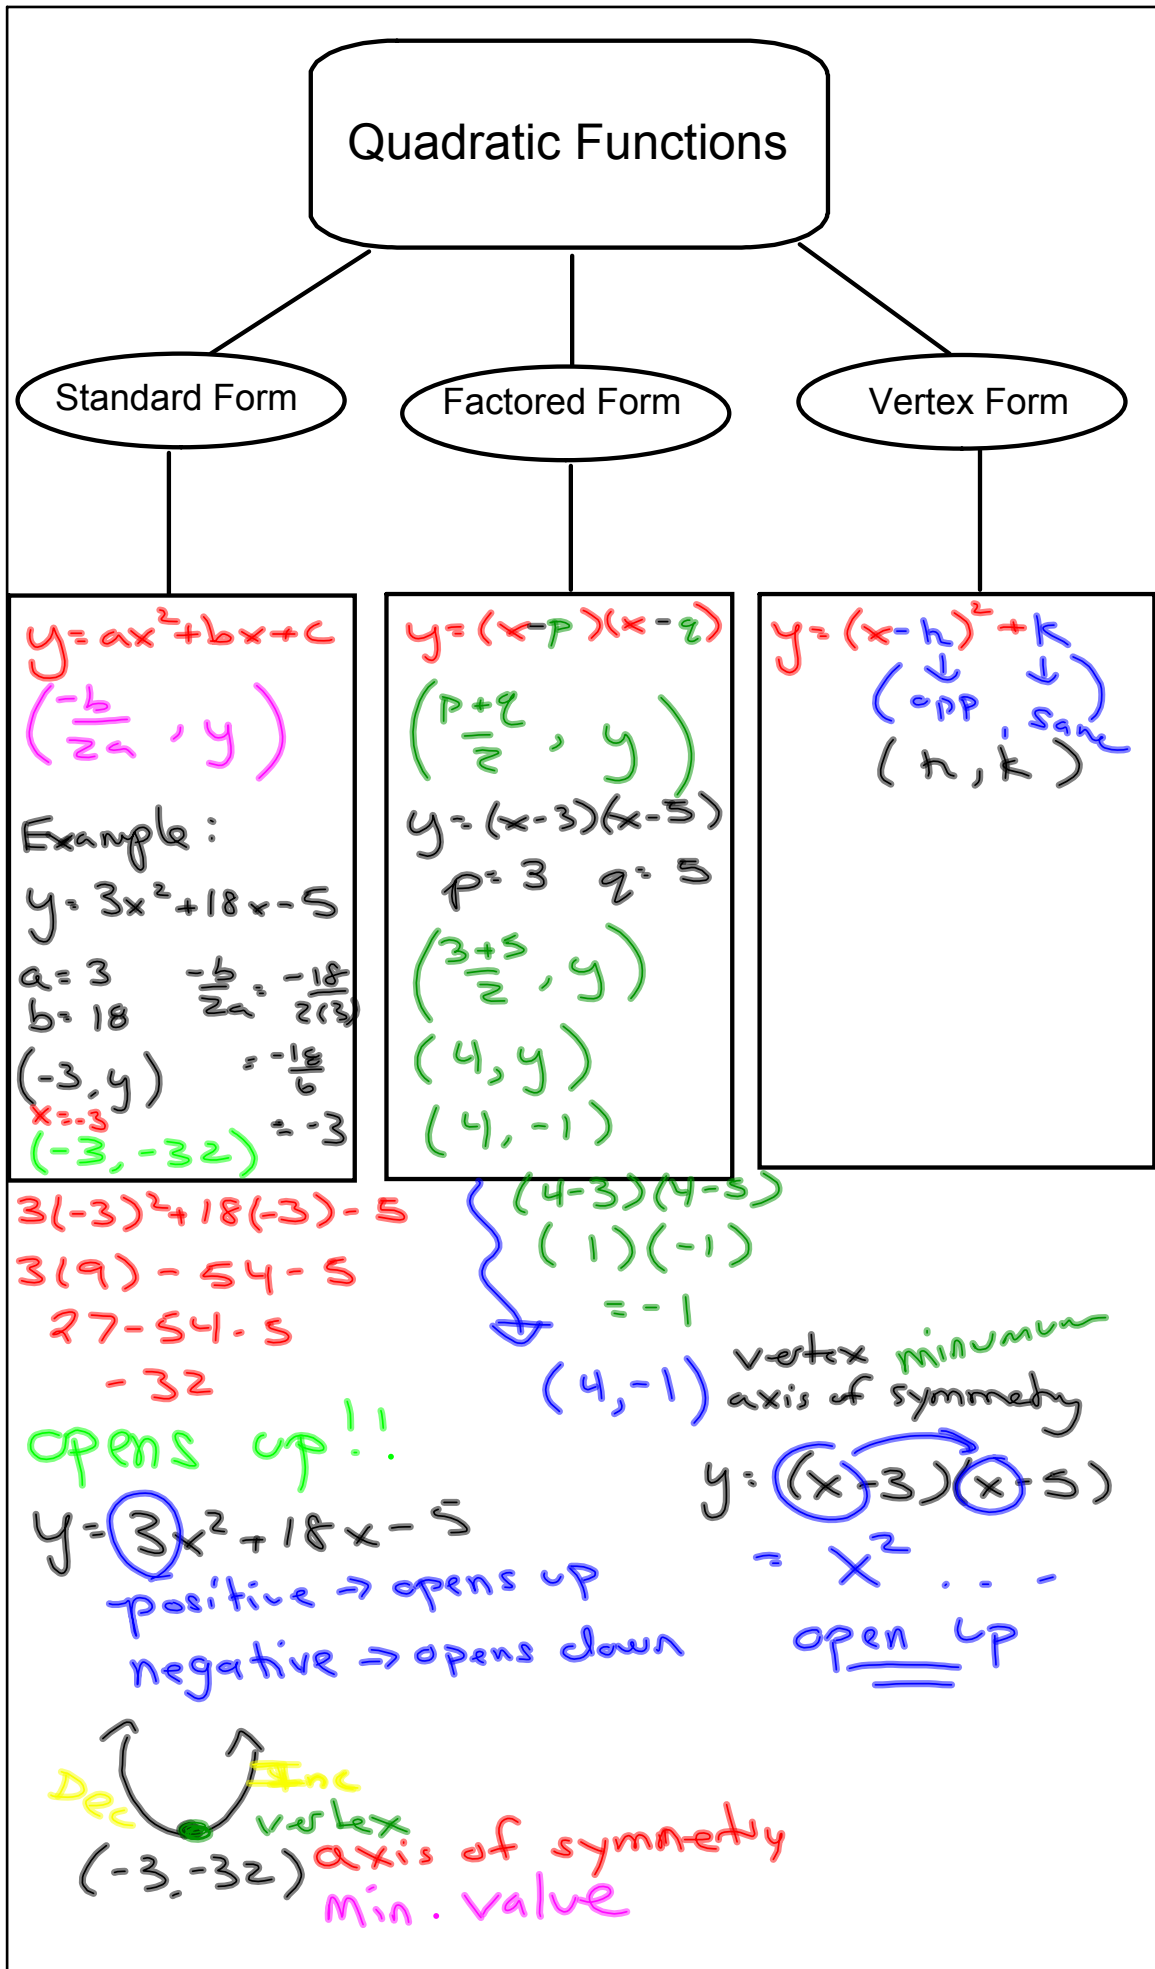 Quadratic Functions
Standard Form
Factored Form
Vertex Form
y=ax²+bx+c
(-b/2a, y)
Example:
y=3x²+18x-5
a=3 -b/2a = -18/2(3)
b=18
(-3,y) = -18/6
x=-3 = -3
(-3,-32)
3(-3)²+18(-3)-5
3(9)-54-5
27-54-5
-32
opens up!!
y=3x²+18x-5
positive → opens up
negative → opens down
Dec Inc
vertex
(-3,-32) axis of symmetry
min. value
y=(x-p)(x-q)
(p+q/2, y)
y=(x-3)(x-5)
p=3 q=5
(3+5/2, y)
(4,y)
(4,-1)
(4-3)(4-5)
(1)(-1)
=-1
(4,-1)
y=(x-h)²+k
↓ ↓
(opp, same)
(h,k)
vertex minumum
axis of symmetry
y=(x-3)(x-5)
= x² . . -
open up